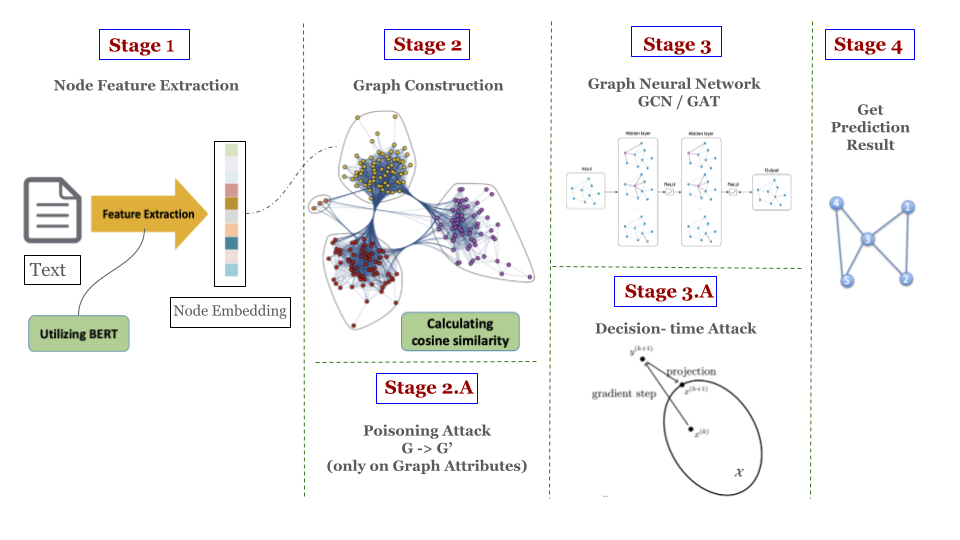 Stage 1
Node Feature Extraction
Feature Extraction
Text
Utilizing BERT
Node Embedding
Stage 2
Graph Construction
Calculating
cosine similarity
Stage 2.A
Poisoning Attack
G -> G’
(only on Graph Attributes)
Stage 3
Graph Neural Network
GCN / GAT
Hidden layer
Hidden layer
Input
ReLU
ReLU
Output
Stage 3.A
Decision- time Attack
y^(k+1)
projection
x^(k+1)
gradient step
x^(k)
𝒳
Stage 4
Get
Prediction
Result
4
1
3
5
2